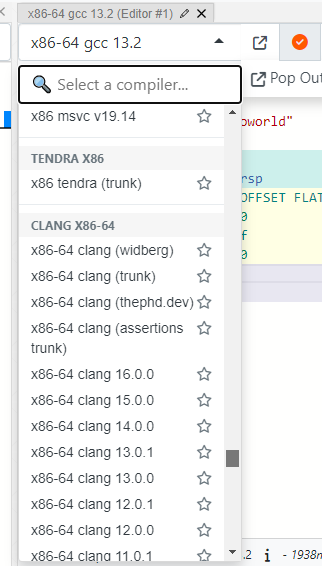 x86-64 gcc 13.2 (Editor #1)
x86-64 gcc 13.2
Select a compiler...
Pop Out
x86 msvc v19.14
oworld"
TENDRA X86
x86 tendra (trunk)
rsp
OFFSET FLAT
0
CLANG X86-64
f
x86-64 clang (widberg)
0
x86-64 clang (trunk)
x86-64 clang (thephd.dev)
x86-64 clang (assertions
trunk)
x86-64 clang 16.0.0
x86-64 clang 15.0.0
x86-64 clang 14.0.0
x86-64 clang 13.0.1
x86-64 clang 13.0.0
x86-64 clang 12.0.1
x86-64 clang 12.0.0
x86-64 clang 11.0.1
.2 i - 1938m